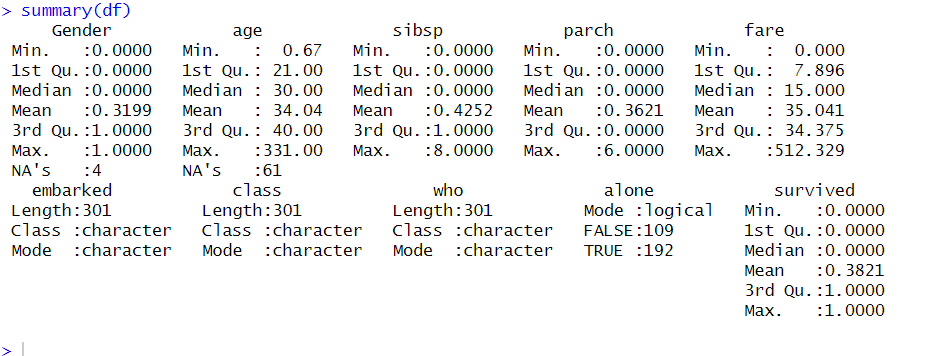 > summary(df)
     Gender            age             sibsp            parch             fare        
 Min.   :0.0000   Min.   :  0.67   Min.   :0.0000   Min.   :0.0000   Min.   :  0.000  
 1st Qu.:0.0000   1st Qu.: 21.00   1st Qu.:0.0000   1st Qu.:0.0000   1st Qu.:  7.896  
 Median :0.0000   Median : 30.00   Median :0.0000   Median :0.0000   Median : 15.000  
 Mean   :0.3199   Mean   : 34.04   Mean   :0.4252   Mean   :0.3621   Mean   : 35.041  
 3rd Qu.:1.0000   3rd Qu.: 40.00   3rd Qu.:1.0000   3rd Qu.:0.0000   3rd Qu.: 34.375  
 Max.   :1.0000   Max.   :331.00   Max.   :8.0000   Max.   :6.0000   Max.   :512.329  
 NA's   :4        NA's   :61                                                          
   embarked            class               who              alone            survived     
 Length:301         Length:301         Length:301         Mode :logical   Min.   :0.0000  
 Class :character   Class :character   Class :character   FALSE:109       1st Qu.:0.0000  
 Mode  :character   Mode  :character   Mode  :character   TRUE :192       Median :0.0000  
                                                                          Mean   :0.3821  
                                                                          3rd Qu.:1.0000  
                                                                          Max.   :1.0000  
>